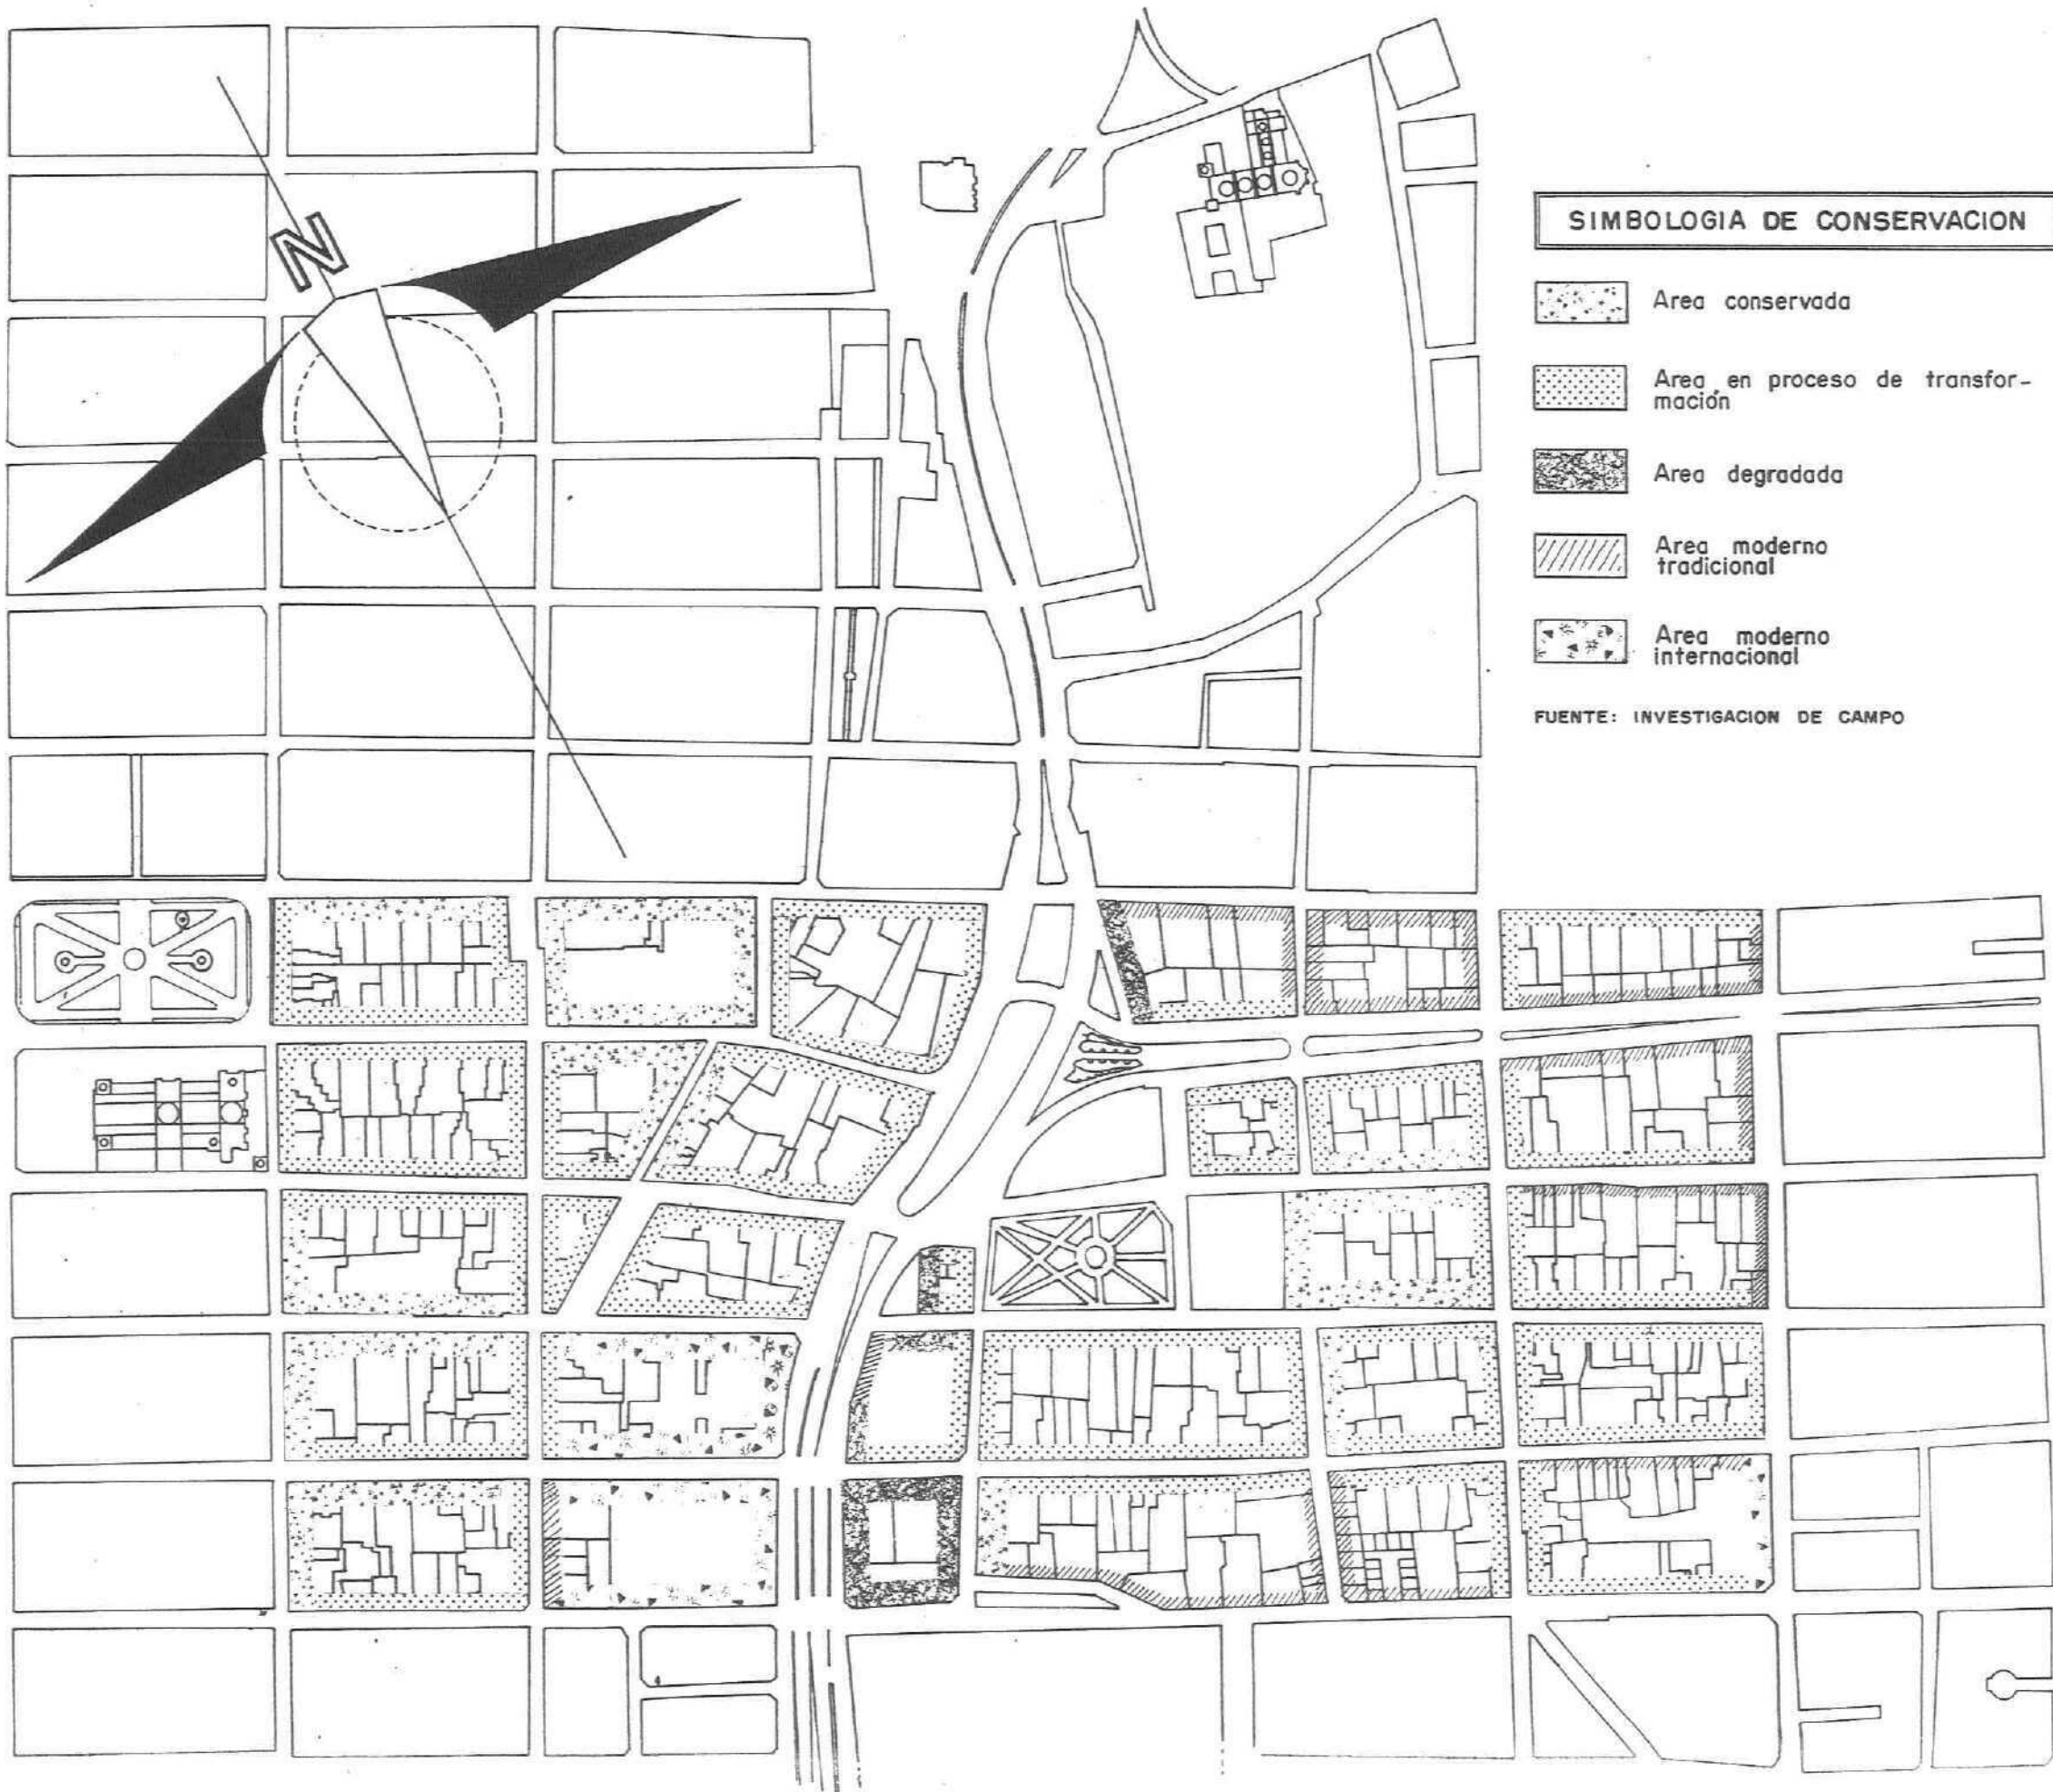 N
SIMBOLOGIA DE CONSERVACION
Area conservada
Area en proceso de transfor-
mación
Area degradada
Area moderno
tradicional
Area moderno
internacional
FUENTE: INVESTIGACION DE CAMPO